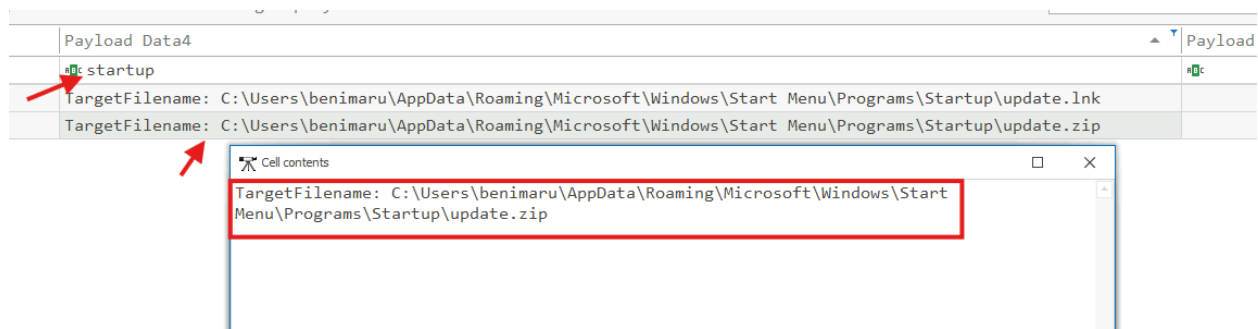 Payload Data4
Payload
startup
TargetFilename: C:\Users\benimaru\AppData\Roaming\Microsoft\Windows\Start Menu\Programs\Startup\update.lnk
TargetFilename: C:\Users\benimaru\AppData\Roaming\Microsoft\Windows\Start Menu\Programs\Startup\update.zip
Cell contents
TargetFilename: C:\Users\benimaru\AppData\Roaming\Microsoft\Windows\Start
Menu\Programs\Startup\update.zip